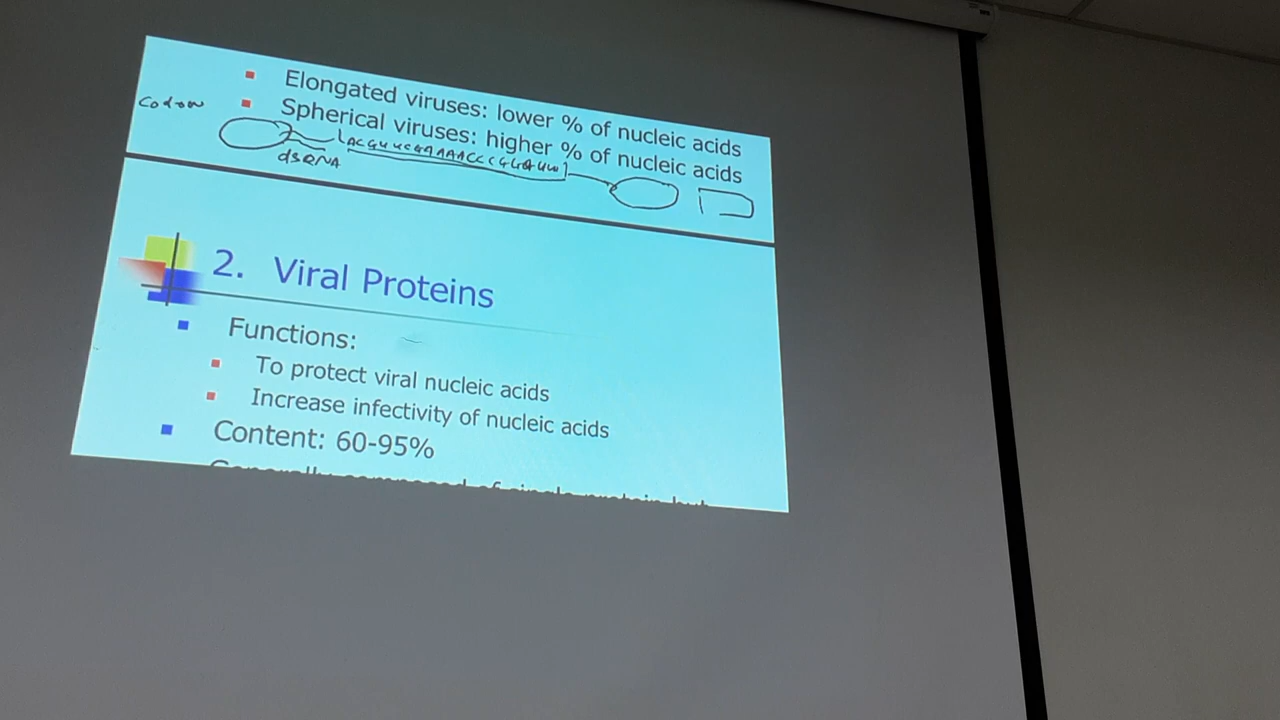 Elongated viruses: lower % of nucleic acids
Codon
Spherical viruses: higher % of nucleic acids
dsRNA
2. Viral Proteins
Functions:
To protect viral nucleic acids
Increase infectivity of nucleic acids
Content: 60-95%